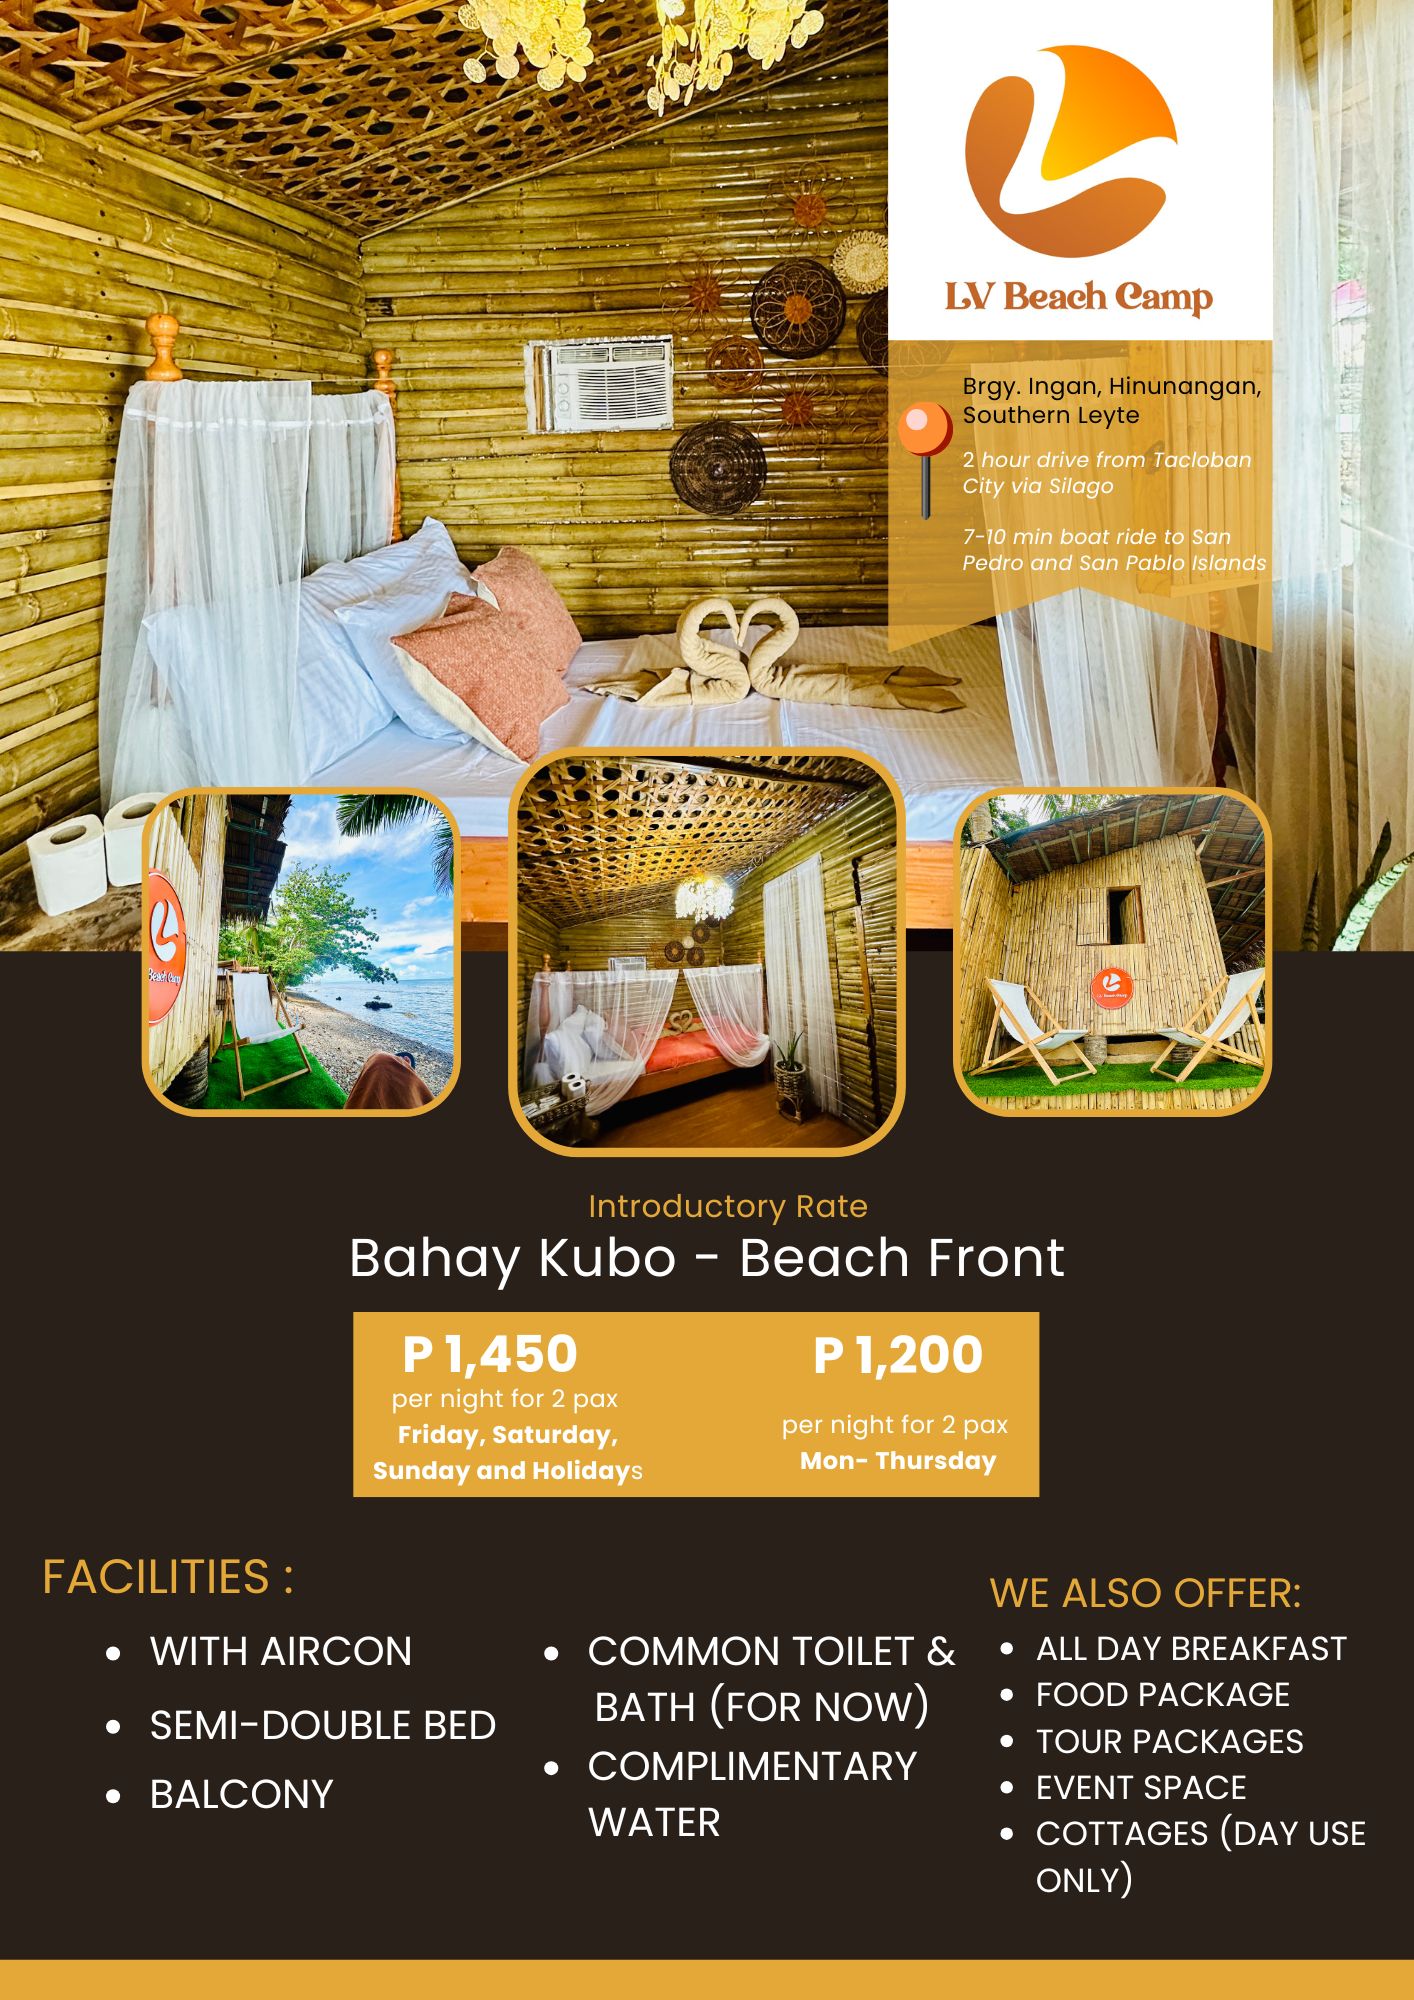 LV Beach Camp
Brgy. Ingan, Hinunangan,
Southern Leyte
2 hour drive from Tacloban
City via Silago
7-10 min boat ride to San
Pedro and San Pablo Islands
Beach Camp
LV Beach Camp
Introductory Rate
Bahay Kubo - Beach Front
P 1,450
per night for 2 pax
Friday, Saturday,
Sunday and Holidays
P 1,200
per night for 2 pax
Mon- Thursday
FACILITIES :
• WITH AIRCON
• SEMI-DOUBLE BED
• BALCONY
• COMMON TOILET &
BATH (FOR NOW)
• COMPLIMENTARY
WATER
WE ALSO OFFER:
• ALL DAY BREAKFAST
• FOOD PACKAGE
• TOUR PACKAGES
• EVENT SPACE
• COTTAGES (DAY USE
ONLY)